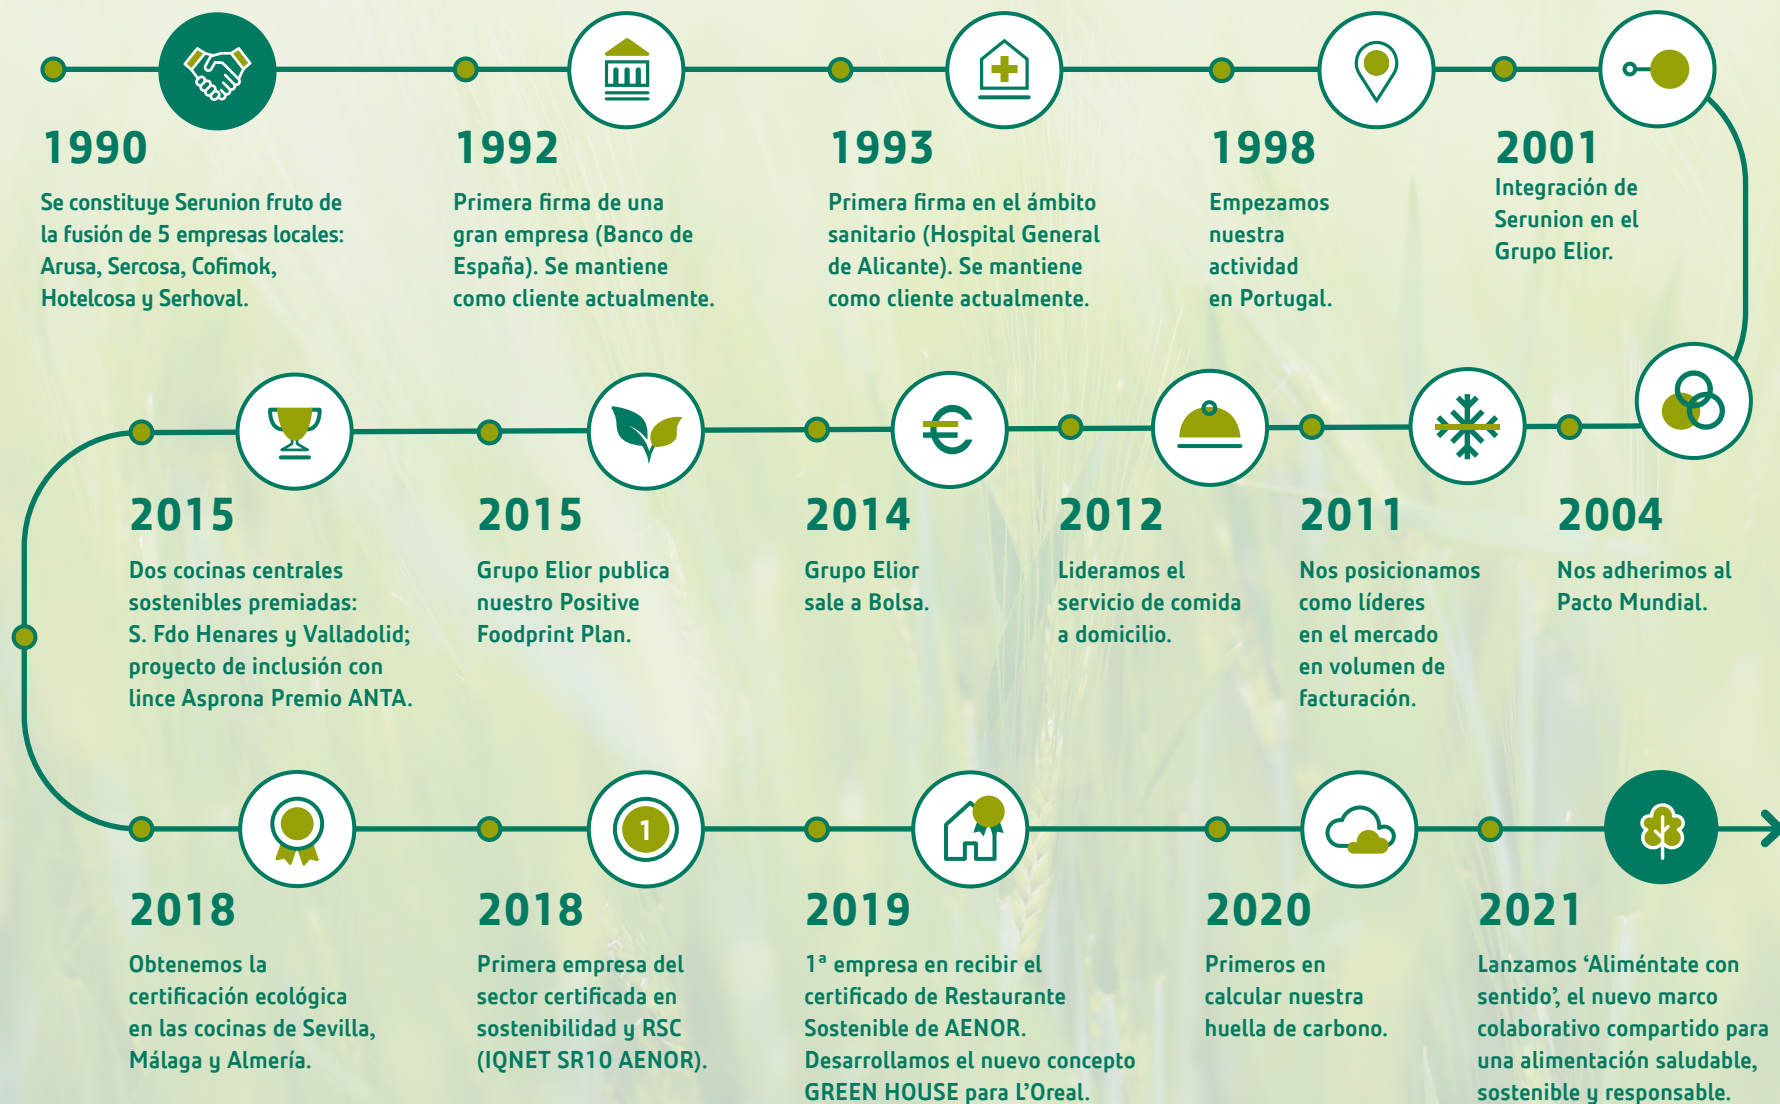 1990
Se constituye Serunion fruto de
la fusión de 5 empresas locales:
Arusa, Sercosa, Cofimok,
Hotelcosa y Serhoval.
1992
Primera firma de una
gran empresa (Banco de
España). Se mantiene
como cliente actualmente.
1993
Primera firma en el ámbito
sanitario (Hospital General
de Alicante). Se mantiene
como cliente actualmente.
1998
Empezamos
nuestra
actividad
en Portugal.
2001
Integración de
Serunion en el
Grupo Elior.
2004
Nos adherimos al
Pacto Mundial.
2011
Nos posicionamos
como líderes
en el mercado
en volumen de
facturación.
2012
Lideramos el
servicio de comida
a domicilio.
2014
Grupo Elior
sale a Bolsa.
2015
Grupo Elior publica
nuestro Positive
Foodprint Plan.
2015
Dos cocinas centrales
sostenibles premiadas:
S. Fdo Henares y Valladolid;
proyecto de inclusión con
lince Asprona Premio ANTA.
2018
Obtenemos la
certificación ecológica
en las cocinas de Sevilla,
Málaga y Almería.
1
2018
Primera empresa del
sector certificada en
sostenibilidad y RSC
(IQNET SR10 AENOR).
2019
1ª empresa en recibir el
certificado de Restaurante
Sostenible de AENOR.
Desarrollamos el nuevo concepto
GREEN HOUSE para L’Oreal.
2020
Primeros en
calcular nuestra
huella de carbono.
2021
Lanzamos ‘Aliméntate con
sentido’, el nuevo marco
colaborativo compartido para
una alimentación saludable,
sostenible y responsable.